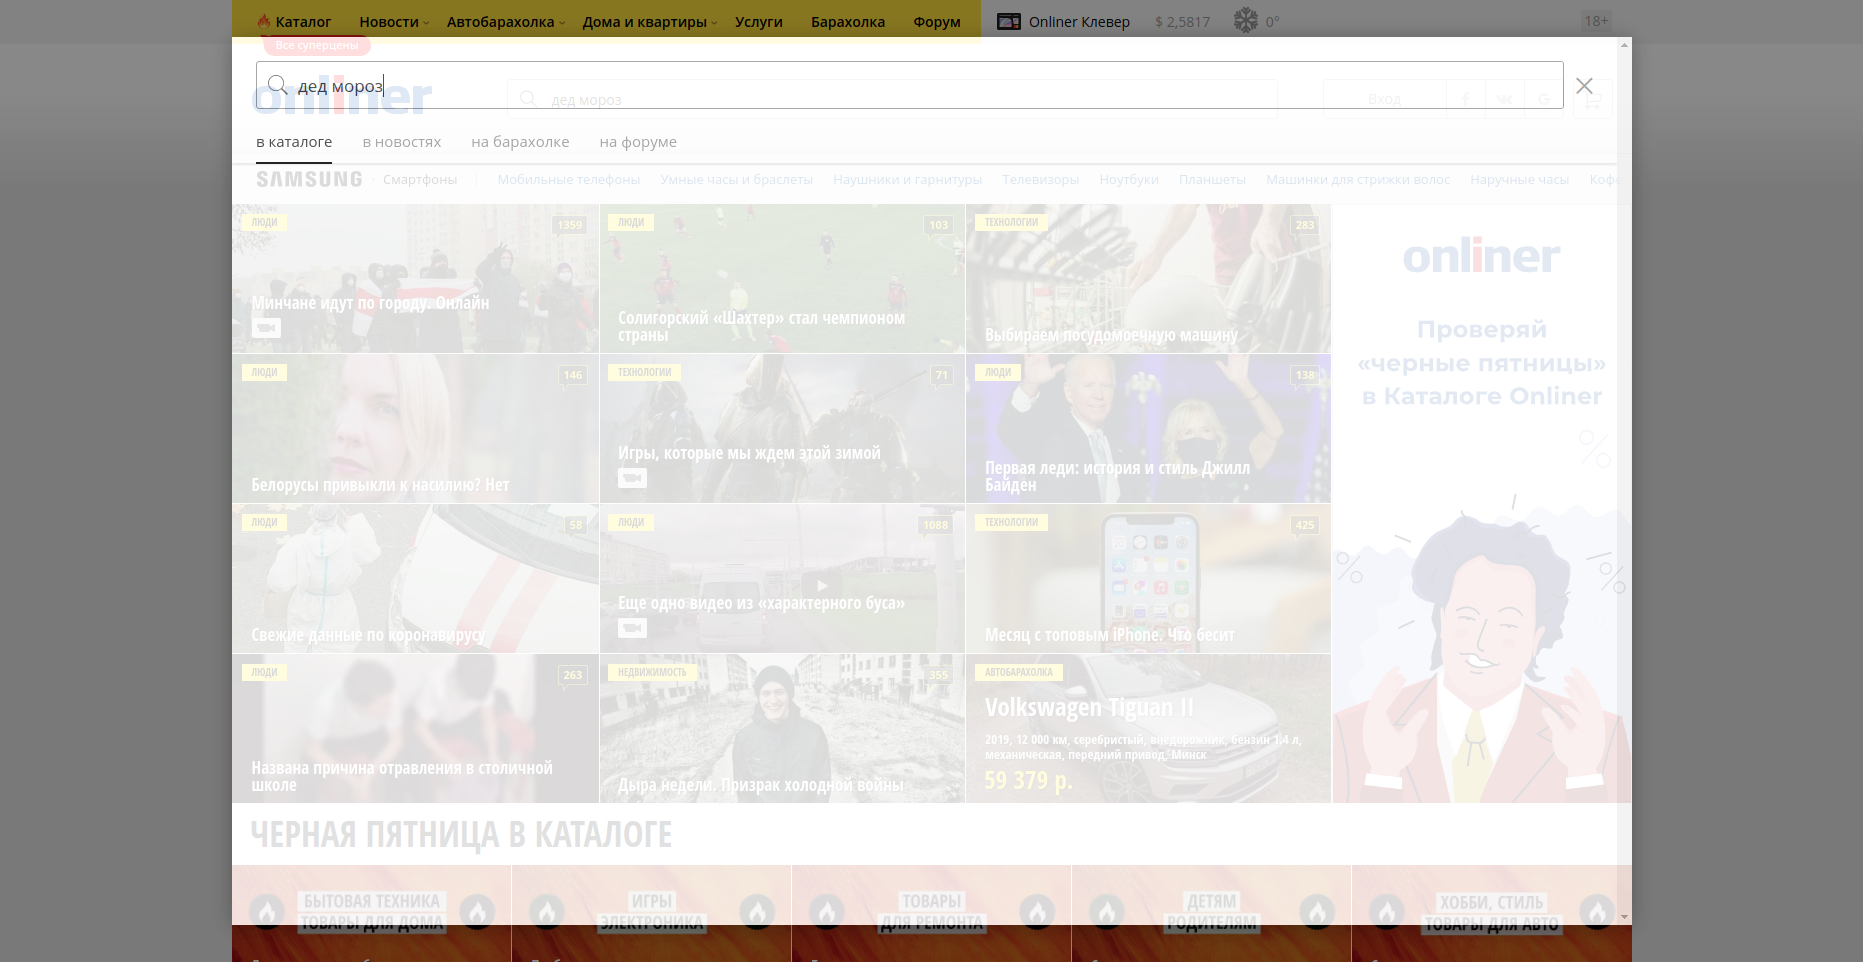 Каталог Новости Автобарахолка Дома и квартиры Услуги Барахолка Форум Onliner Клевер $ 2,5817 0° 18+
Все суперцены
дед мороз
onliner дед мороз Вход f G
в каталоге в новостях на барахолке на форуме
SAMSUNG Смартфоны Мобильные телефоны Умные часы и браслеты Наушники и гарнитуры Телевизоры Ноутбуки Планшеты Машинки для стрижки волос Наручные часы Кофе
ЛЮДИ 1359
Минчане идут по городу. Онлайн
ЛЮДИ 103
Солигорский «Шахтер» стал чемпионом
страны
ТЕХНОЛОГИИ 283
Выбираем посудомоечную машину
onliner
Проверяй
«черные пятницы»
в Каталоге Onliner
ЛЮДИ 146
Белорусы привыкли к насилию? Нет
ТЕХНОЛОГИИ 71
Игры, которые мы ждем этой зимой
ЛЮДИ 138
Первая леди: история и стиль Джилл
Байден
ЛЮДИ 58
Свежие данные по коронавирусу
ЛЮДИ 1088
Еще одно видео из «характерного буса»
ТЕХНОЛОГИИ 425
Месяц с топовым iPhone. Что бесит
ЛЮДИ 263
Названа причина отравления в столичной
школе
НЕДВИЖИМОСТЬ 355
Дыра недели. Призрак холодной войны
АВТОБАРАХОЛКА
Volkswagen Tiguan II
2019, 12 000 км, серебристый, внедорожник, бензин 1.4 л,
механическая, передний привод, Минск
59 379 р.
ЧЕРНАЯ ПЯТНИЦА В КАТАЛОГЕ
БЫТОВАЯ ТЕХНИКА
ТОВАРЫ ДЛЯ ДОМА
ИГРЫ
ЭЛЕКТРОНИКА
ТОВАРЫ
ДЛЯ РЕМОНТА
ДЕТЯМ
РОДИТЕЛЯМ
ХОББИ, СТИЛЬ
ТОВАРЫ ДЛЯ АВТО